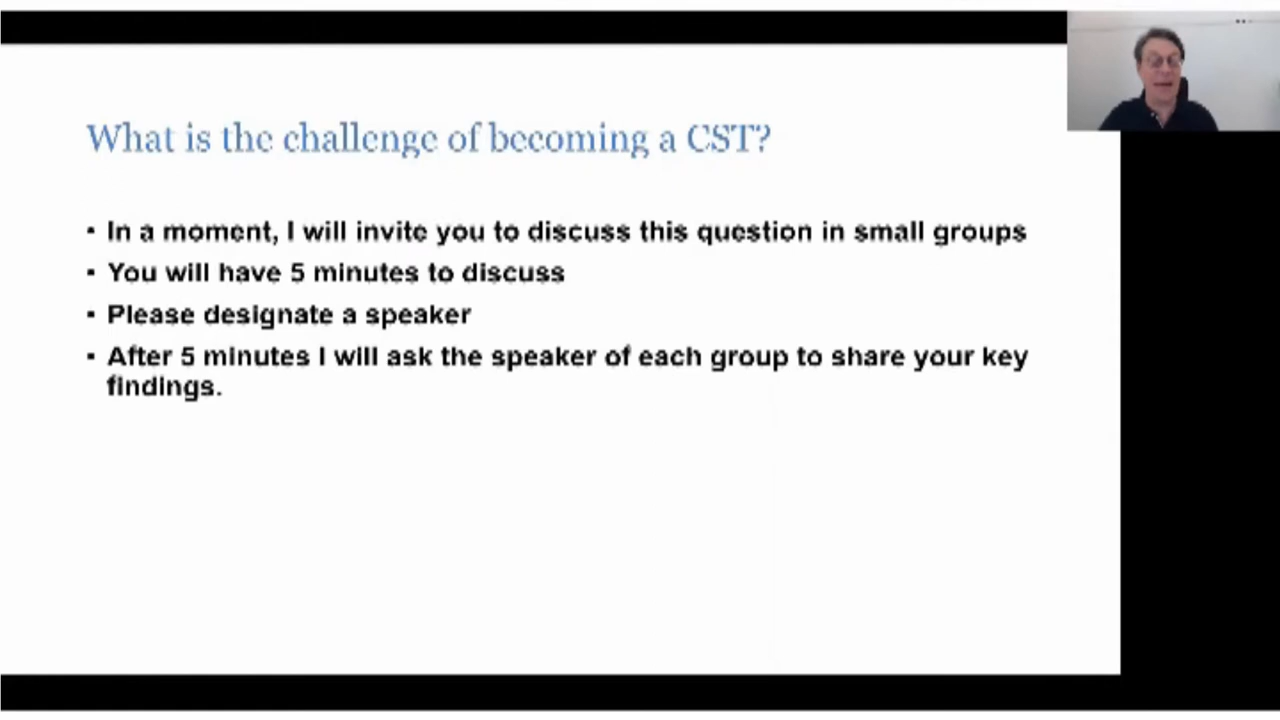 What is the challenge of becoming a CST?
▪ In a moment, I will invite you to discuss this question in small groups
▪ You will have 5 minutes to discuss
▪ Please designate a speaker
▪ After 5 minutes I will ask the speaker of each group to share your key
findings.